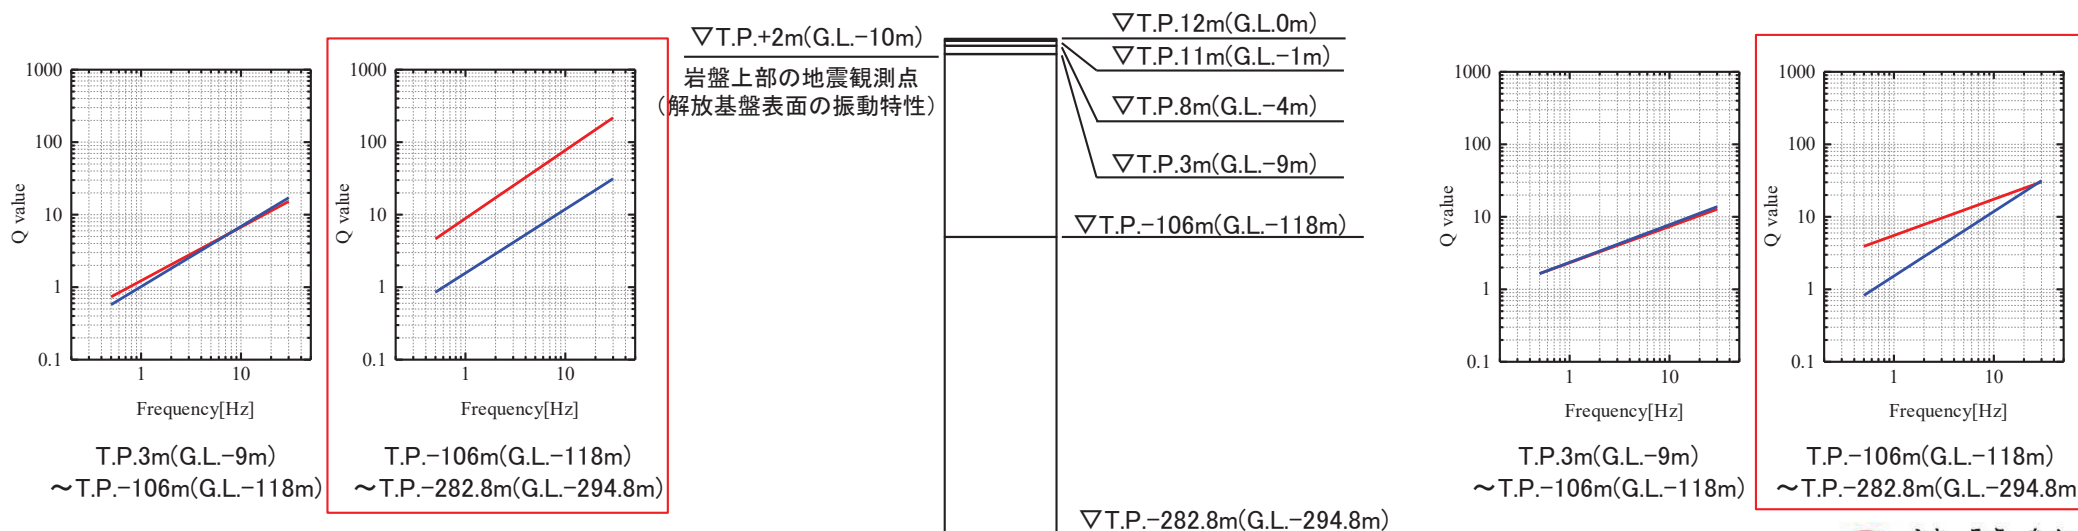 1000
100
10
1
0.1
Q value
1
10
Frequency[Hz]
T.P.3m(G.L.-9m)
~T.P.-106m(G.L.-118m)
1000
100
10
1
0.1
Q value
1
10
Frequency[Hz]
T.P.-106m(G.L.-118m)
~T.P.-282.8m(G.L.-294.8m)
▽T.P.+2m(G.L.-10m)
岩盤上部の地震観測点
(解放基盤表面の振動特性)
▽T.P.12m(G.L.0m)
▽T.P.11m(G.L.-1m)
▽T.P.8m(G.L.-4m)
▽T.P.3m(G.L.-9m)
▽T.P.-106m(G.L.-118m)
▽T.P.-282.8m(G.L.-294.8m)
1000
100
10
1
0.1
Q value
1
10
Frequency[Hz]
T.P.3m(G.L.-9m)
~T.P.-106m(G.L.-118m)
1000
100
10
1
0.1
Q value
1
10
Frequency[Hz]
T.P.-106m(G.L.-118m)
~T.P.-282.8m(G.L.-294.8m